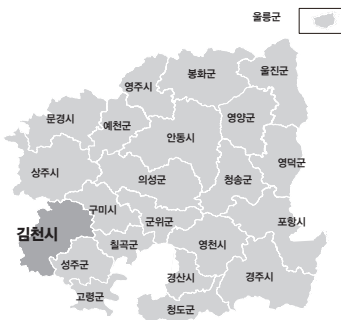 울릉군
봉화군
울진군
영주시
문경시
예천군
영양군
안동시
상주시
의성군
청송군
영덕군
구미시
군위군
포항시
김천시
칠곡군
영천시
성주군
경산시
경주시
고령군
청도군